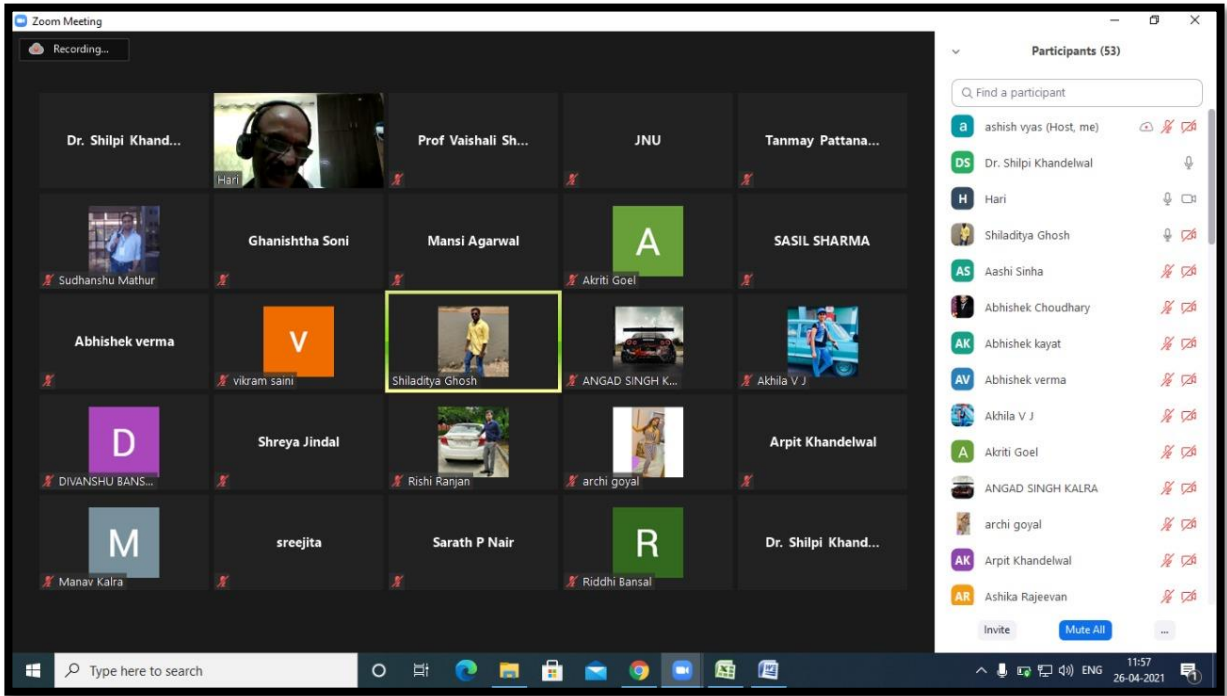 Zoom Meeting
Recording...
Dr. Shilpi Khand...
Hari
Prof Vaishali Sh...
JNU
Tanmay Pattana...
Sudhanshu Mathur
Ghanishtha Soni
Mansi Agarwal
A
Akriti Goel
SASIL SHARMA
Abhishek verma
V
vikram saini
Shiladitya Ghosh
ANGAD SINGH K...
Akhila V J
D
DIVANSHU BANS...
Shreya Jindal
Rishi Ranjan
archi goyal
Arpit Khandelwal
M
Manav Kalra
sreejita
Sarath P Nair
R
Riddhi Bansal
Dr. Shilpi Khand...
Participants (53)
Find a participant
a ashish vyas (Host, me)
DS Dr. Shilpi Khandelwal
H Hari
Shiladitya Ghosh
AS Aashi Sinha
Abhishek Choudhary
AK Abhishek kayat
AV Abhishek verma
Akhila V J
A Akriti Goel
ANGAD SINGH KALRA
archi goyal
AK Arpit Khandelwal
AR Ashika Rajeevan
Invite Mute All ...
Type here to search
ENG
11:57
26-04-2021
1